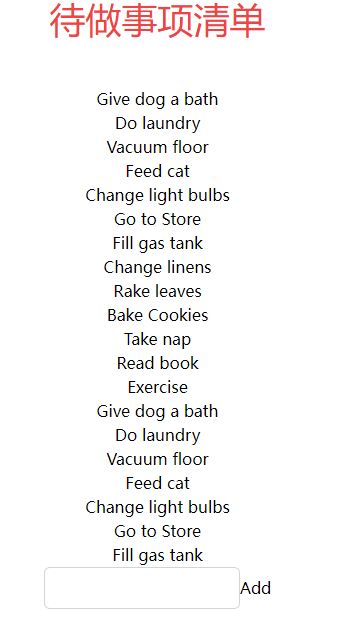 待做事项清单
Give dog a bath
Do laundry
Vacuum floor
Feed cat
Change light bulbs
Go to Store
Fill gas tank
Change linens
Rake leaves
Bake Cookies
Take nap
Read book
Exercise
Give dog a bath
Do laundry
Vacuum floor
Feed cat
Change light bulbs
Go to Store
Fill gas tank
Add